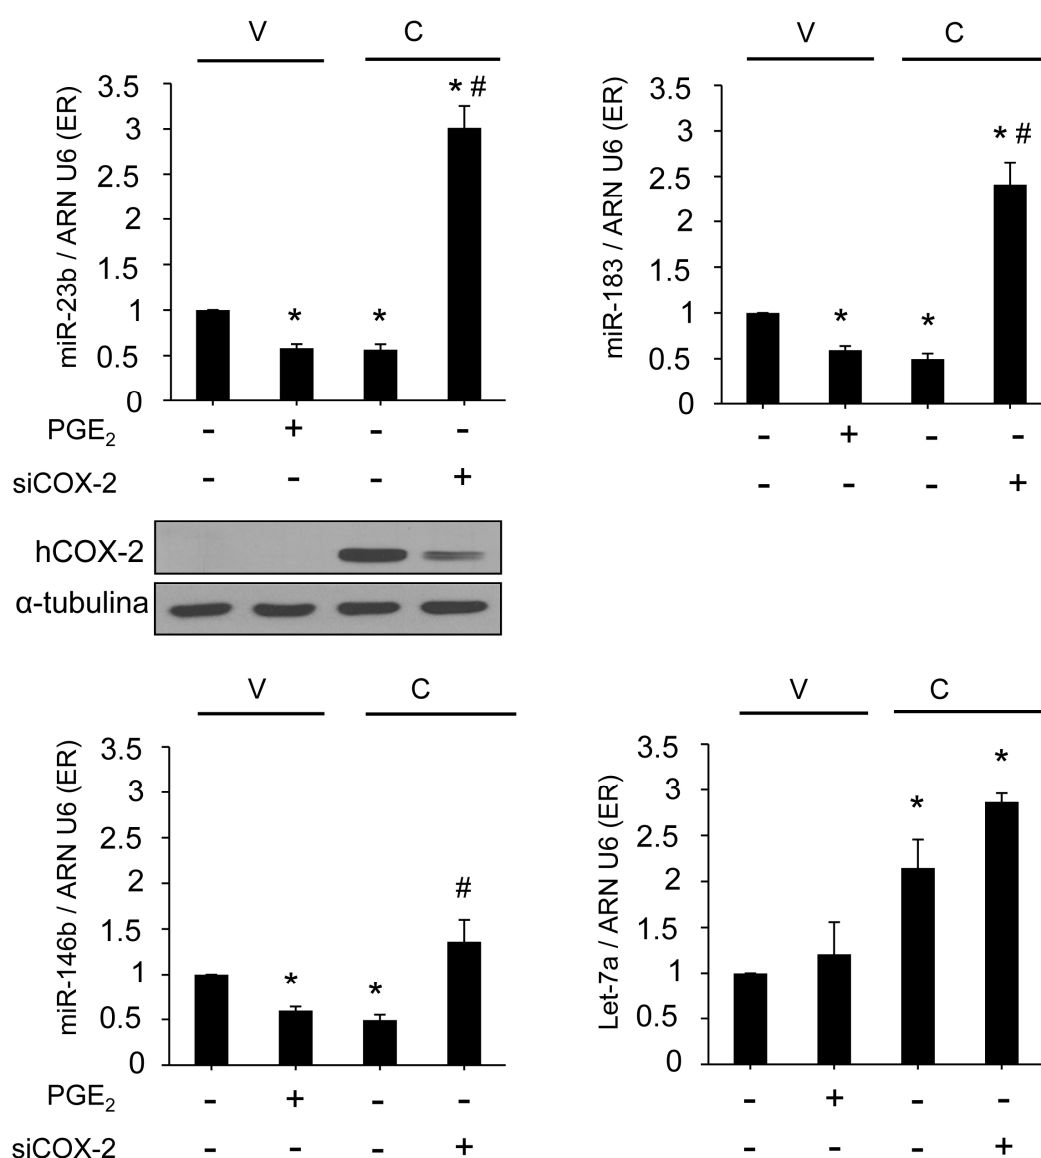 V C
miR-23b / ARN U6 (ER)
3.5
3
2.5
2
1.5
1
0.5
0
* * * #
PGE2 - + - -
siCOX-2 - - - +
hCOX-2
α-tubulina
V C
miR-183 / ARN U6 (ER)
3.5
3
2.5
2
1.5
1
0.5
0
* * * #
- + - -
- - - +
V C
miR-146b / ARN U6 (ER)
3.5
3
2.5
2
1.5
1
0.5
0
* * #
PGE2 - + - -
siCOX-2 - - - +
V C
Let-7a / ARN U6 (ER)
3.5
3
2.5
2
1.5
1
0.5
0
* *
- + - -
- - - +